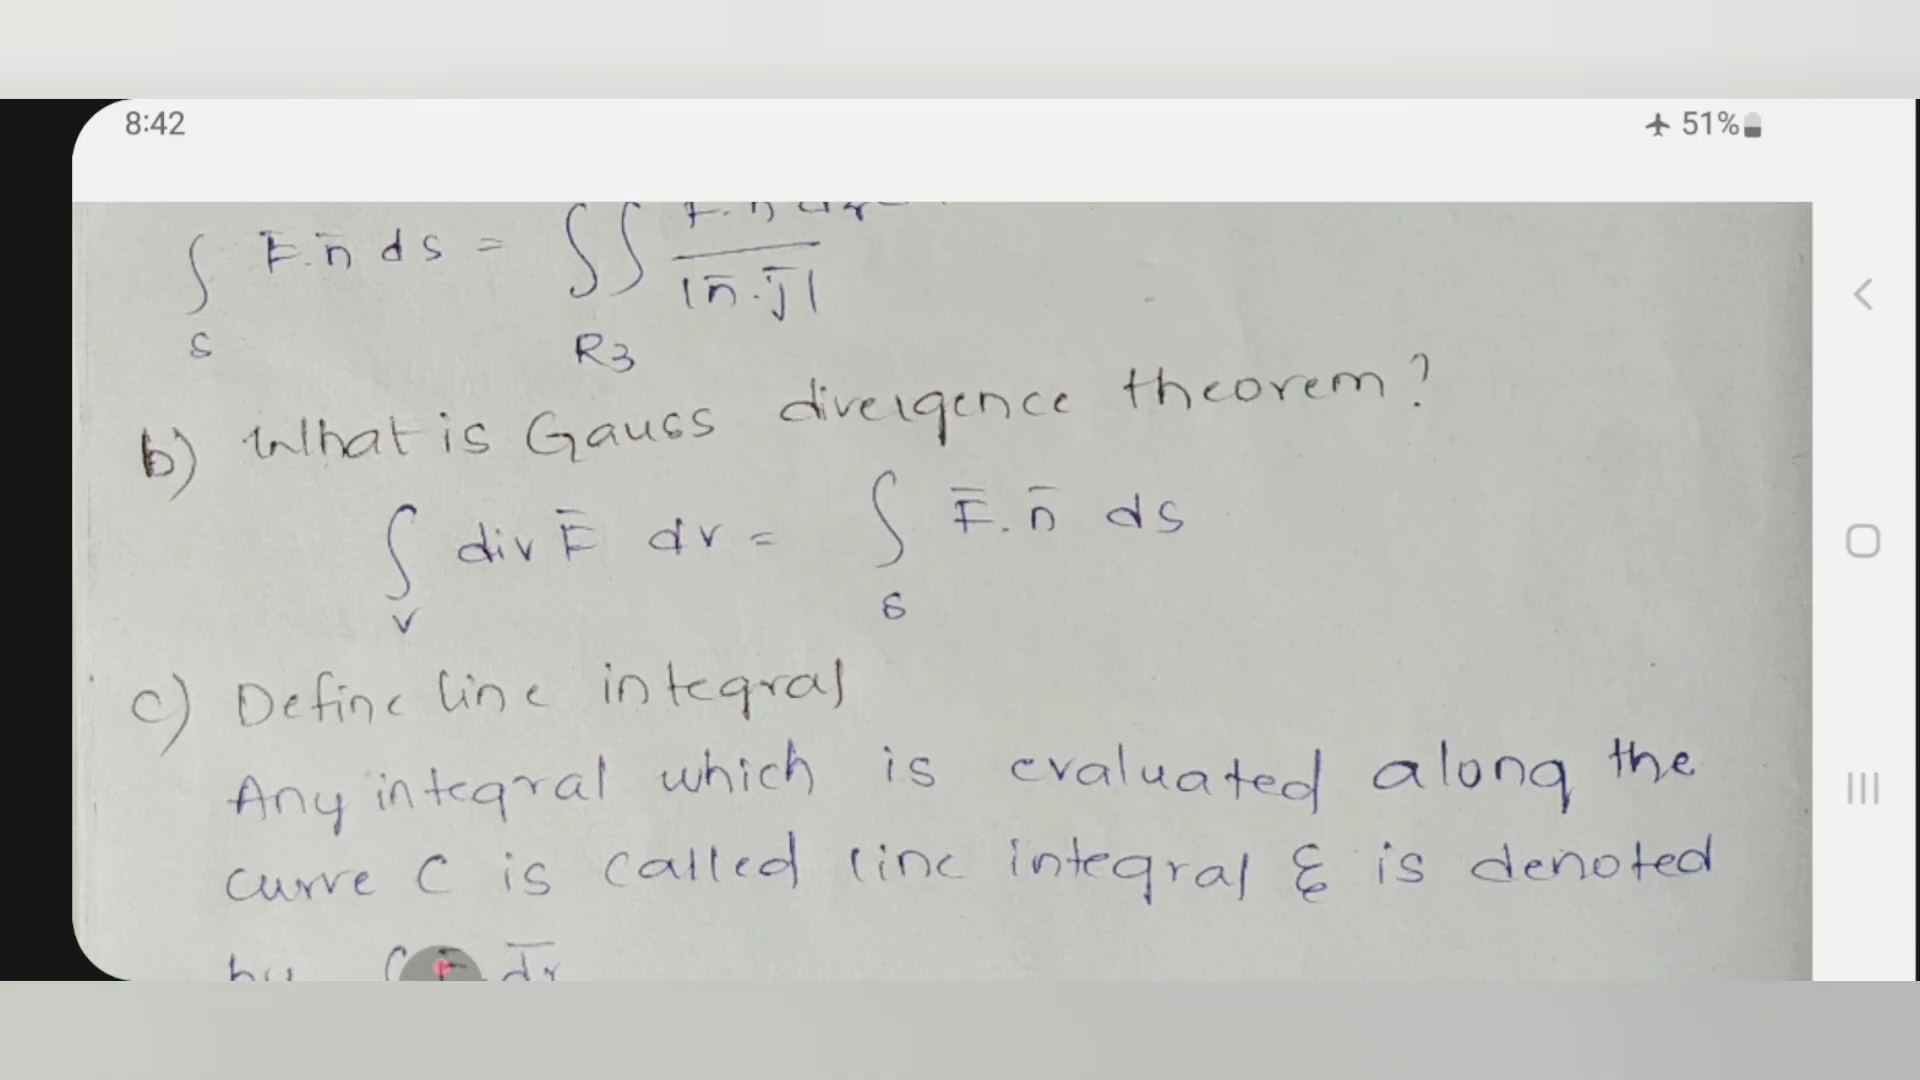 8:42
51%
∫ F̄.n̄ ds = ∫∫ F̄.n̄
S R3 |n̄.j̄|
b) What is Gauss divergence theorem?
∫ div F̄ dv = ∫ F̄.n̄ ds
v s
c) Define line integral
Any integral which is evaluated along the
curve C is called line integral & is denoted
by ∫ F̄. d̄r